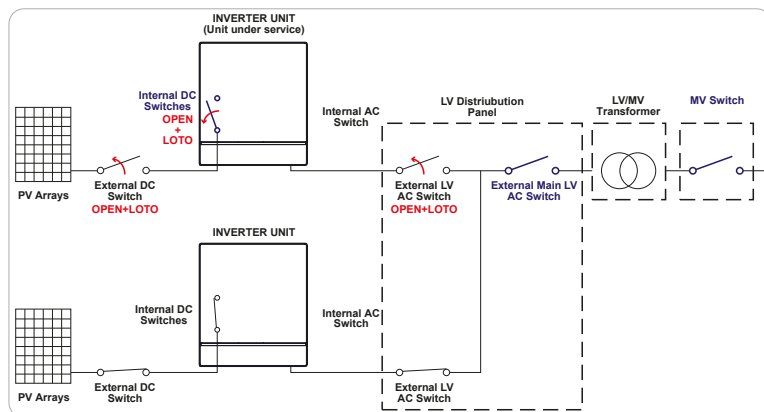 INVERTER UNIT
(Unit under service)
Internal DC
Switches
OPEN
+
LOTO
Internal AC
Switch
LV Distriubution
Panel
LV/MV
Transformer
MV Switch
PV Arrays
External DC
Switch
OPEN+LOTO
External LV
AC Switch
OPEN+LOTO
External Main LV
AC Switch
INVERTER UNIT
Internal DC
Switches
Internal AC
Switch
PV Arrays
External DC
Switch
External LV
AC Switch